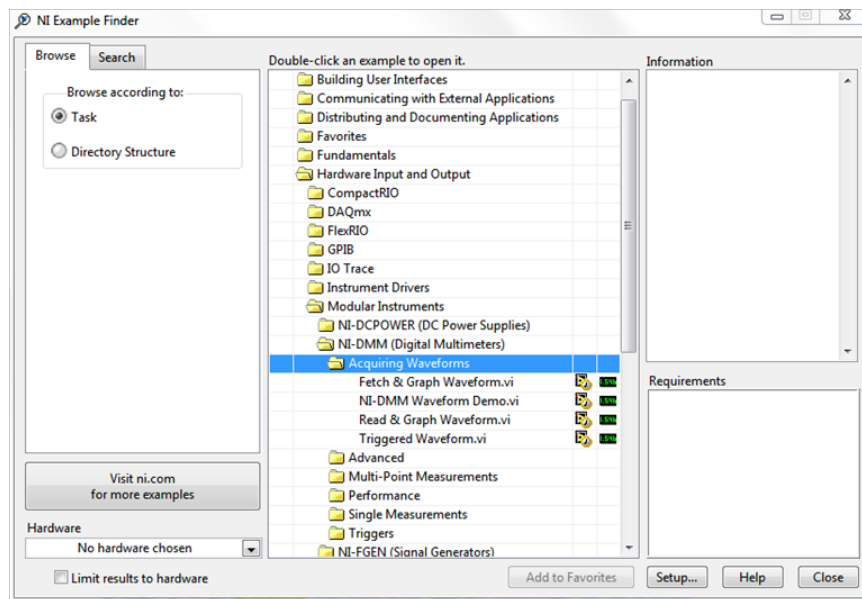 NI Example Finder
Browse
Search
Browse according to:
Task
Directory Structure
Visit ni.com
for more examples
Hardware
No hardware chosen
Limit results to hardware
Double-click an example to open it.
Building User Interfaces
Communicating with External Applications
Distributing and Documenting Applications
Favorites
Fundamentals
Hardware Input and Output
CompactRIO
DAQmx
FlexRIO
GPIB
IO Trace
Instrument Drivers
Modular Instruments
NI-DCPOWER (DC Power Supplies)
NI-DMM (Digital Multimeters)
Acquiring Waveforms
Fetch & Graph Waveform.vi
NI-DMM Waveform Demo.vi
Read & Graph Waveform.vi
Triggered Waveform.vi
Advanced
Multi-Point Measurements
Performance
Single Measurements
Triggers
NI-FGEN (Signal Generators)
Information
Requirements
Add to Favorites
Setup...
Help
Close